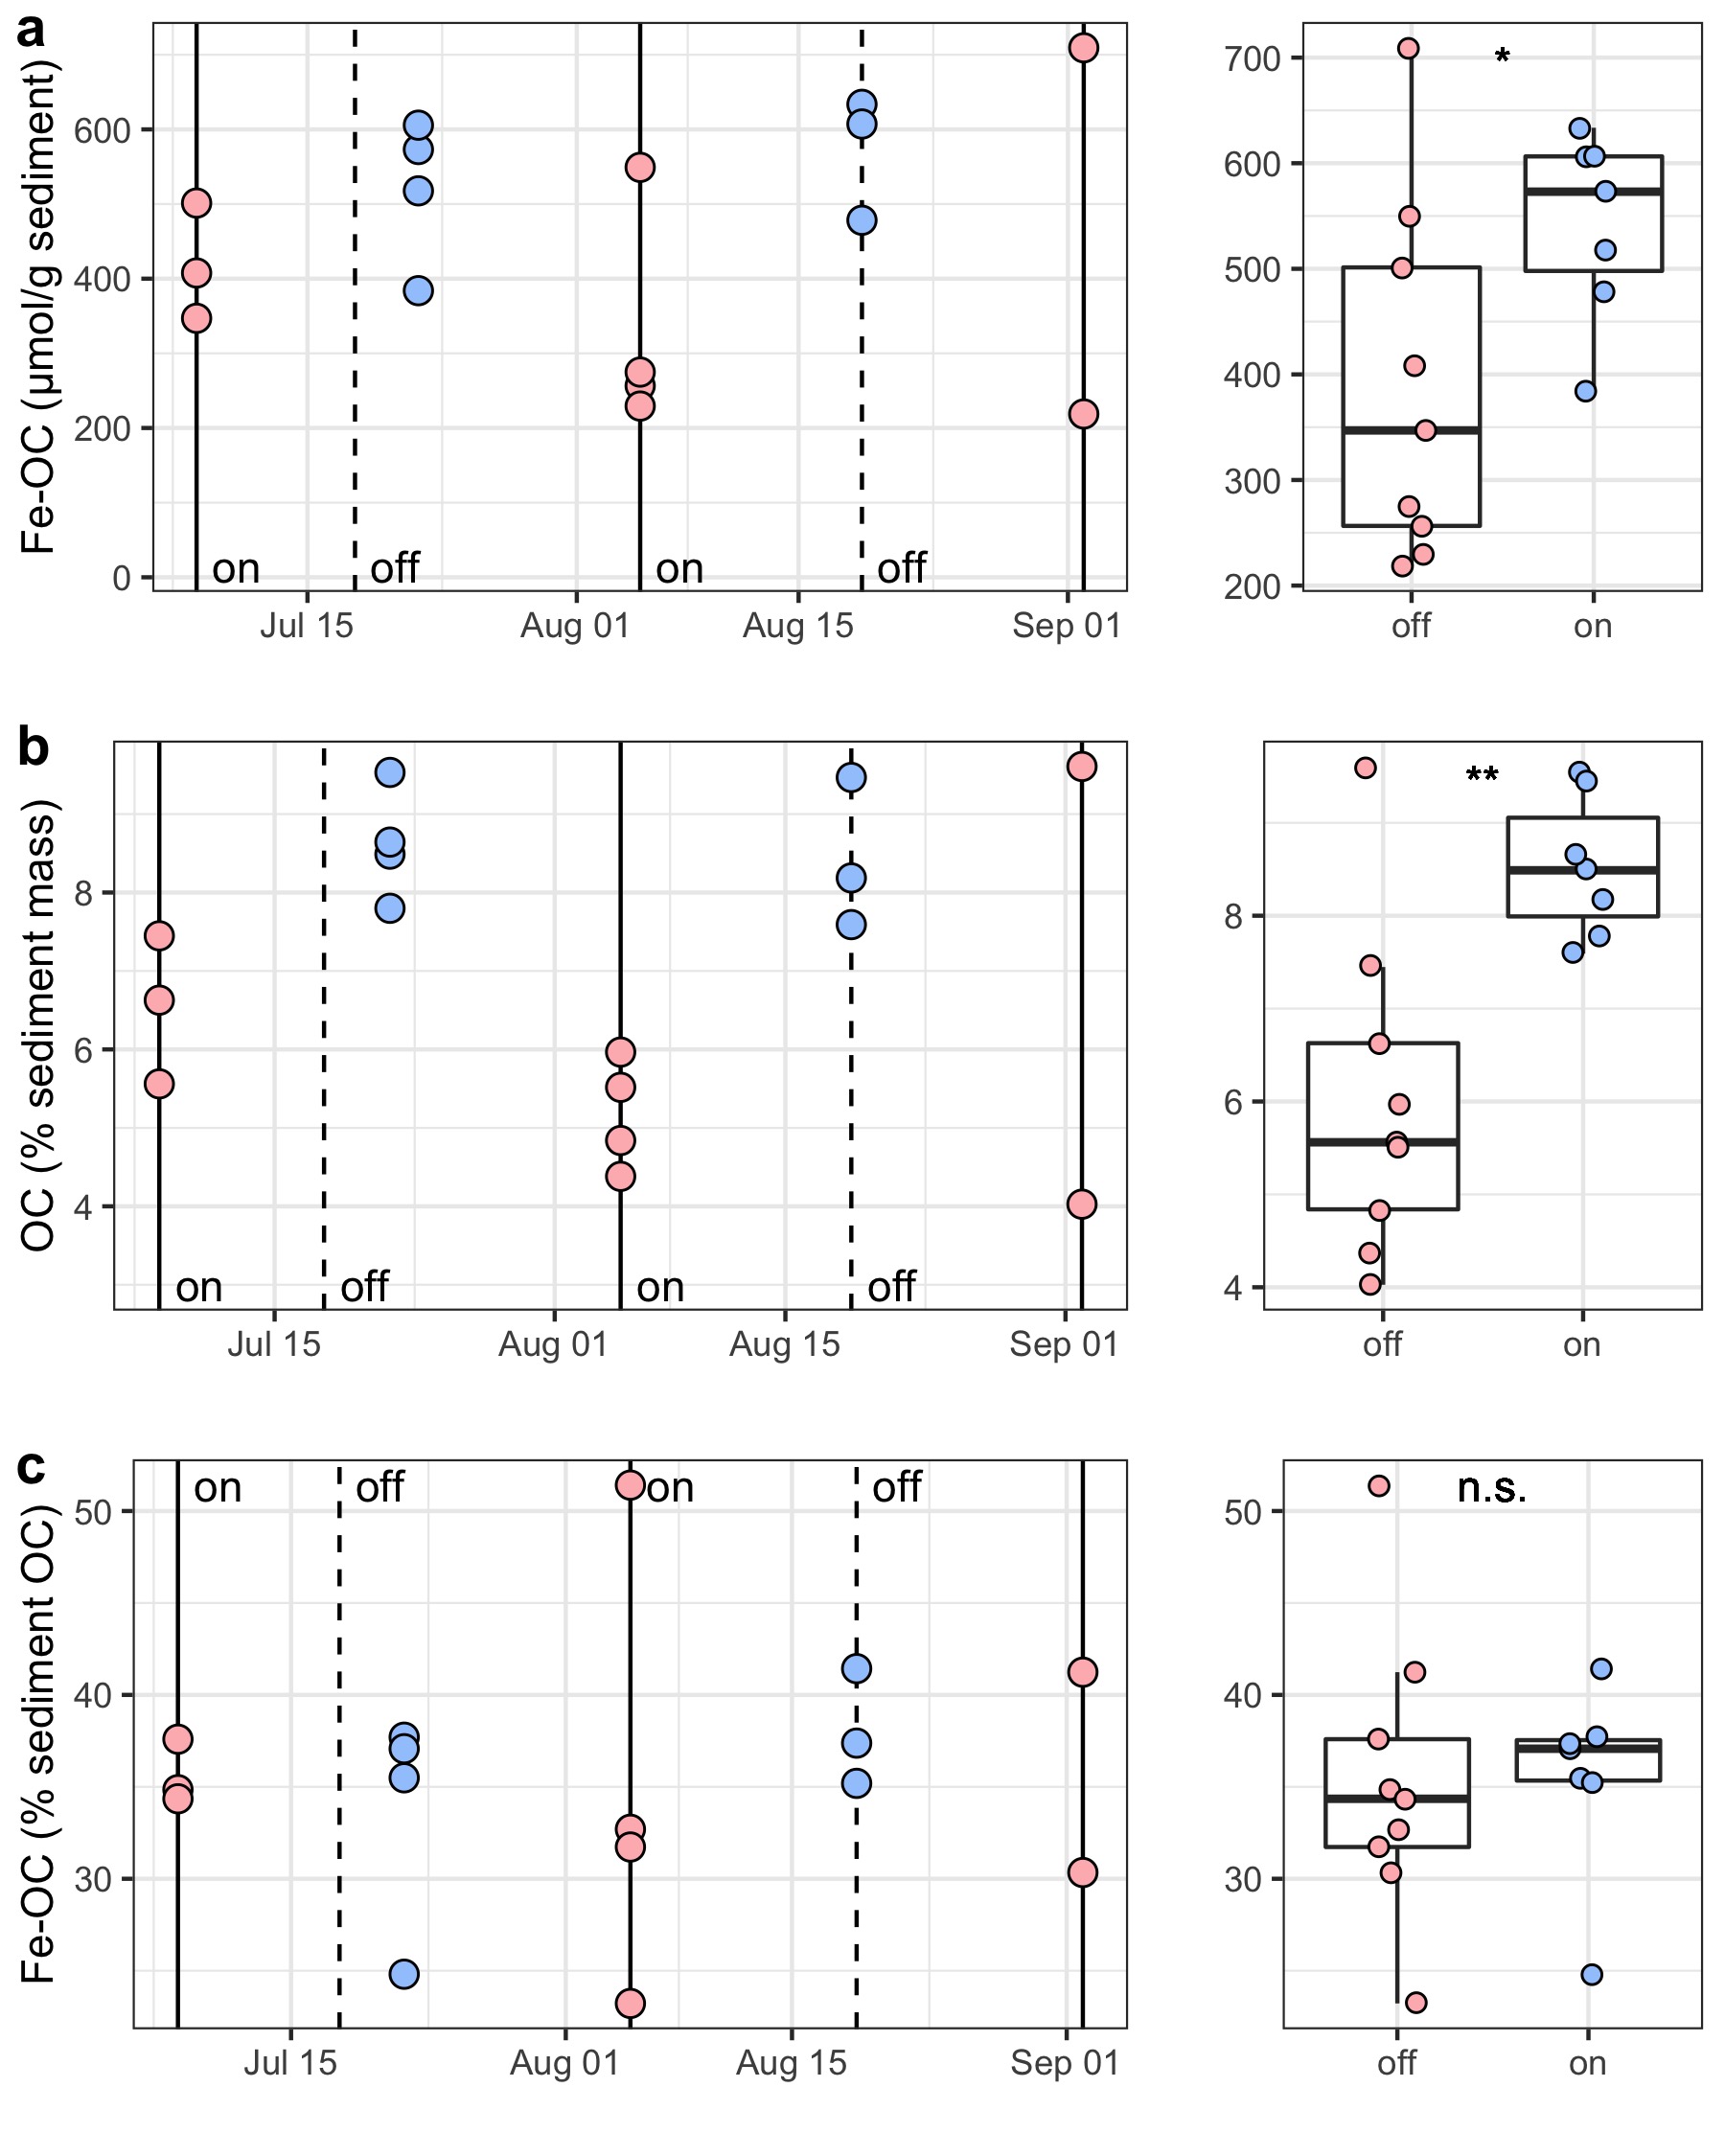 a
Fe-OC (µmol/g sediment)
600
400
200
0
on
off
on
off
Jul 15
Aug 01
Aug 15
Sep 01
700
600
500
400
300
200
*
off
on
b
OC (% sediment mass)
8
6
4
on
off
on
off
Jul 15
Aug 01
Aug 15
Sep 01
8
6
4
**
off
on
c
Fe-OC (% sediment OC)
50
40
30
on
off
on
off
Jul 15
Aug 01
Aug 15
Sep 01
50
40
30
n.s.
off
on